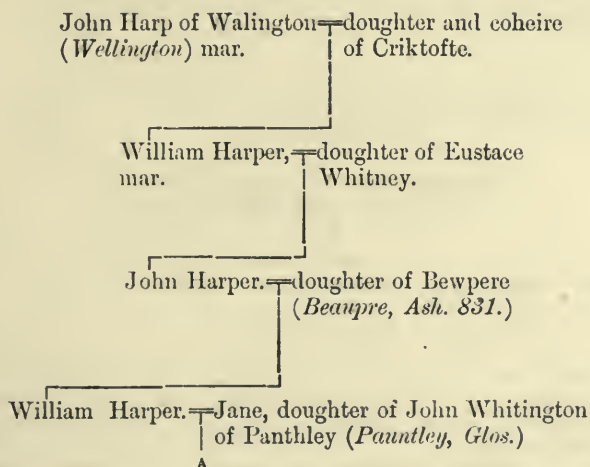 John Harp of Walington=doughter and coheire
(Wellington) mar. of Criktofte.
William Harper,=doughter of Eustace
mar. Whitney.
John Harper.=doughter of Bewpere
(Beaupre, Ash. 831.)
William Harper.=Jane, doughter of John Whitington
of Panthley (Pauntley, Glos.)
A